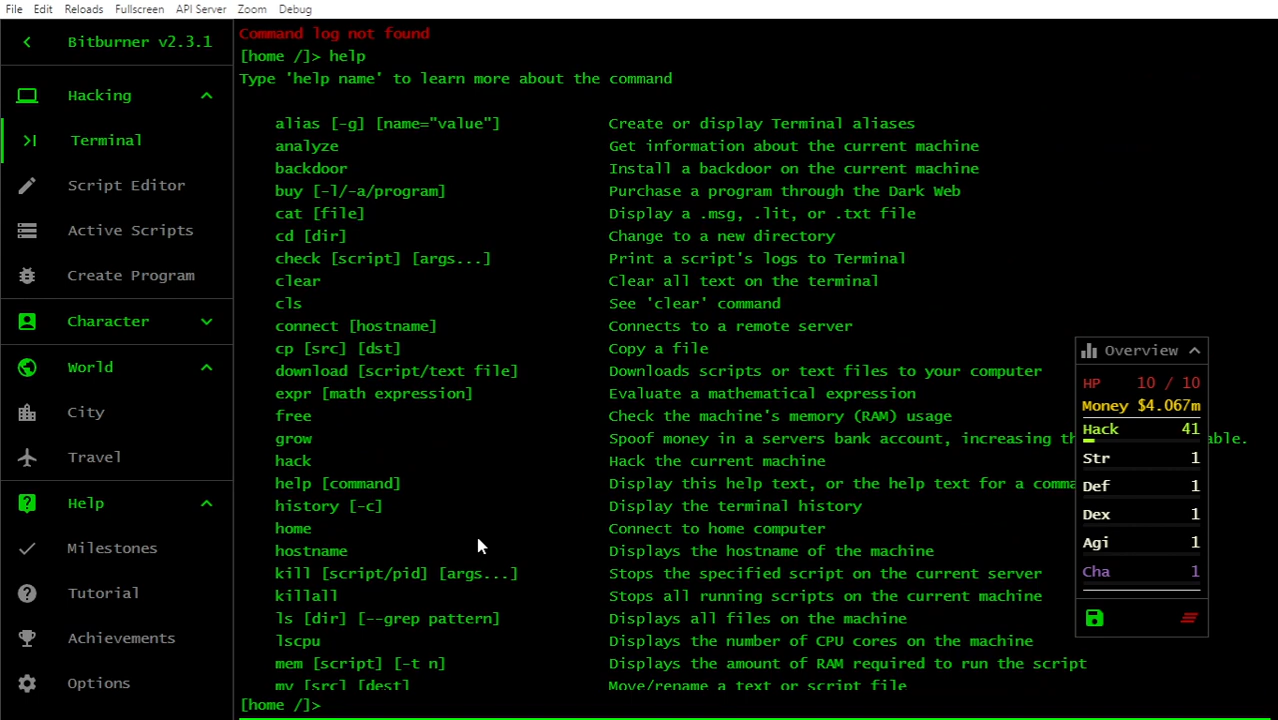 File Edit Reloads Fullscreen API Server Zoom Debug
Bitburner v2.3.1
Hacking
Terminal
Script Editor
Active Scripts
Create Program
Character
World
City
Travel
Help
Milestones
Tutorial
Achievements
Options
Command log not found
[home /]> help
Type 'help name' to learn more about the command
alias [-g] [name="value"] Create or display Terminal aliases
analyze Get information about the current machine
backdoor Install a backdoor on the current machine
buy [-l/-a/program] Purchase a program through the Dark Web
cat [file] Display a .msg, .lit, or .txt file
cd [dir] Change to a new directory
check [script] [args...] Print a script's logs to Terminal
clear Clear all text on the terminal
cls See 'clear' command
connect [hostname] Connects to a remote server
cp [src] [dst] Copy a file
download [script/text file] Downloads scripts or text files to your computer
expr [math expression] Evaluate a mathematical expression
free Check the machine's memory (RAM) usage
grow Spoof money in a servers bank account, increasing th able.
hack Hack the current machine
help [command] Display this help text, or the help text for a comma
history [-c] Display the terminal history
home Connect to home computer
hostname Displays the hostname of the machine
kill [script/pid] [args...] Stops the specified script on the current server
killall Stops all running scripts on the current machine
ls [dir] [--grep pattern] Displays all files on the machine
lscpu Displays the number of CPU cores on the machine
mem [script] [-t n] Displays the amount of RAM required to run the script
mv [src] [dest] Move/rename a text or script file
[home /]>
Overview
HP 10 / 10
Money $4.067m
Hack 41
Str 1
Def 1
Dex 1
Agi 1
Cha 1